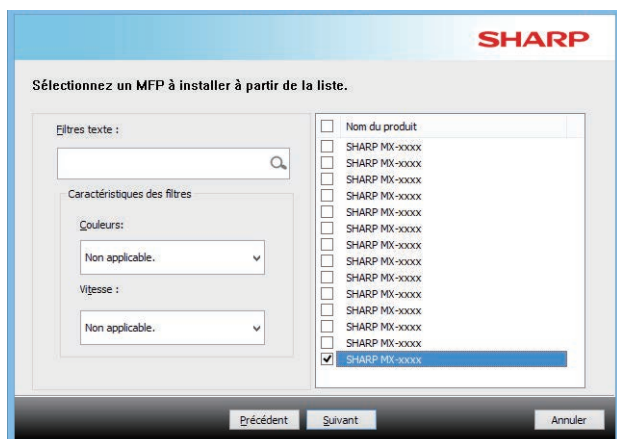 SHARP
Sélectionnez un MFP à installer à partir de la liste.
Filtres texte :
Caractéristiques des filtres
Couleurs:
Non applicable.
Vitesse :
Non applicable.
Nom du produit
SHARP MX-xxxx
SHARP MX-xxxx
SHARP MX-xxxx
SHARP MX-xxxx
SHARP MX-xxxx
SHARP MX-xxxx
SHARP MX-xxxx
SHARP MX-xxxx
SHARP MX-xxxx
SHARP MX-xxxx
SHARP MX-xxxx
SHARP MX-xxxx
SHARP MX-xxxx
SHARP MX-xxxx
Précédent Suivant Annuler